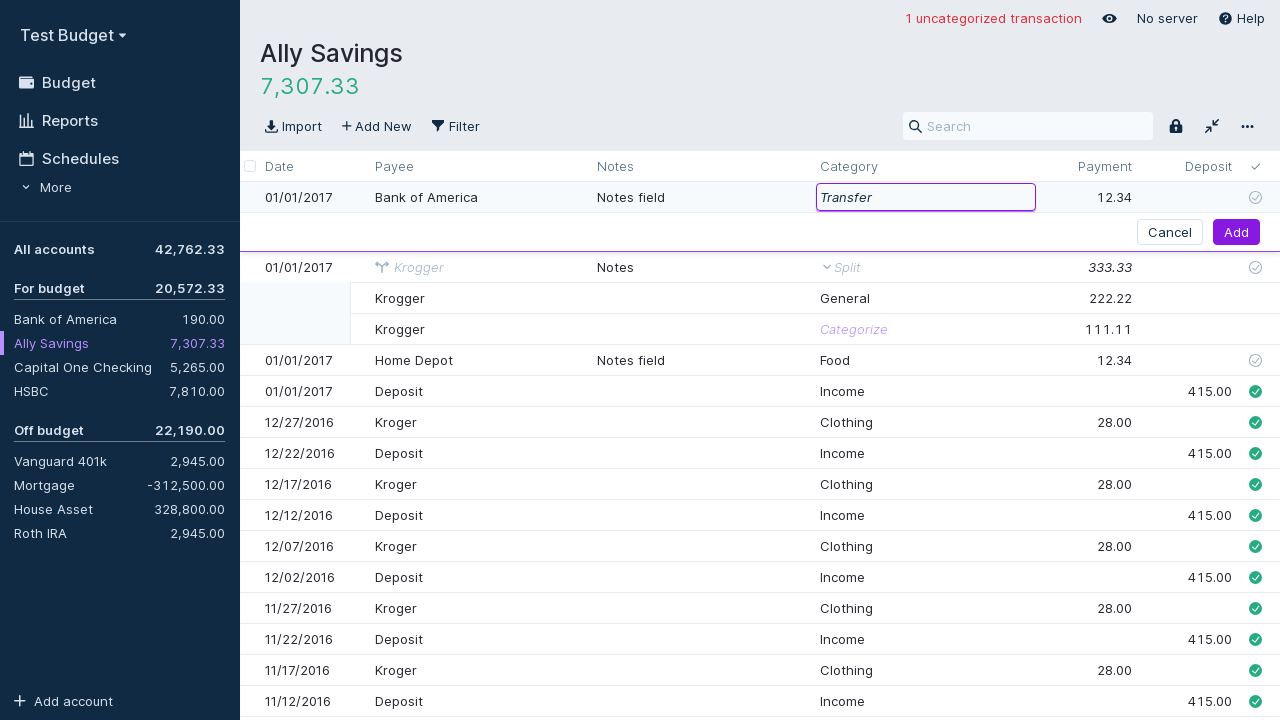 Test Budget
Budget
Reports
Schedules
More
All accounts 42,762.33
For budget 20,572.33
Bank of America 190.00
Ally Savings 7,307.33
Capital One Checking 5,265.00
HSBC 7,810.00
Off budget 22,190.00
Vanguard 401k 2,945.00
Mortgage -312,500.00
House Asset 328,800.00
Roth IRA 2,945.00
Add account
1 uncategorized transaction No server Help
Ally Savings
7,307.33
Import Add New Filter Search
Date Payee Notes Category Payment Deposit
01/01/2017 Bank of America Notes field Transfer 12.34
Cancel Add
01/01/2017 Krogger Notes Split 333.33
Krogger General 222.22
Krogger Categorize 111.11
01/01/2017 Home Depot Notes field Food 12.34
01/01/2017 Deposit Income 415.00
12/27/2016 Kroger Clothing 28.00
12/22/2016 Deposit Income 415.00
12/17/2016 Kroger Clothing 28.00
12/12/2016 Deposit Income 415.00
12/07/2016 Kroger Clothing 28.00
12/02/2016 Deposit Income 415.00
11/27/2016 Kroger Clothing 28.00
11/22/2016 Deposit Income 415.00
11/17/2016 Kroger Clothing 28.00
11/12/2016 Deposit Income 415.00